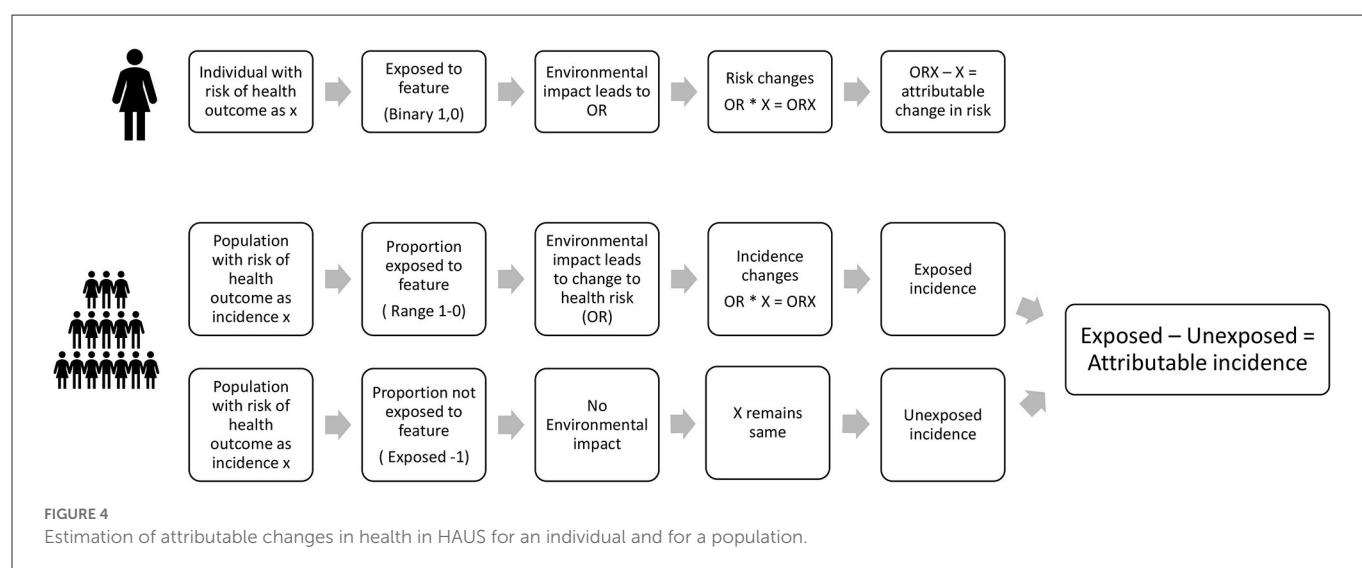 Individual with
risk of health
outcome as x
Exposed to
feature
(Binary 1,0)
Environmental
impact leads to
OR
Risk changes
OR * X = ORX
ORX – X =
attributable
change in risk
Population
with risk of
health
outcome as
incidence x
Proportion
exposed to
feature
( Range 1-0)
Environmental
impact leads
to change to
health risk
(OR)
Incidence
changes
OR * X = ORX
Exposed
incidence
Population
with risk of
health
outcome as
incidence x
Proportion not
exposed to
feature
( Exposed -1)
No
Environmental
impact
X remains
same
Unexposed
incidence
Exposed – Unexposed =
Attributable incidence
FIGURE 4
Estimation of attributable changes in health in HAUS for an individual and for a population.